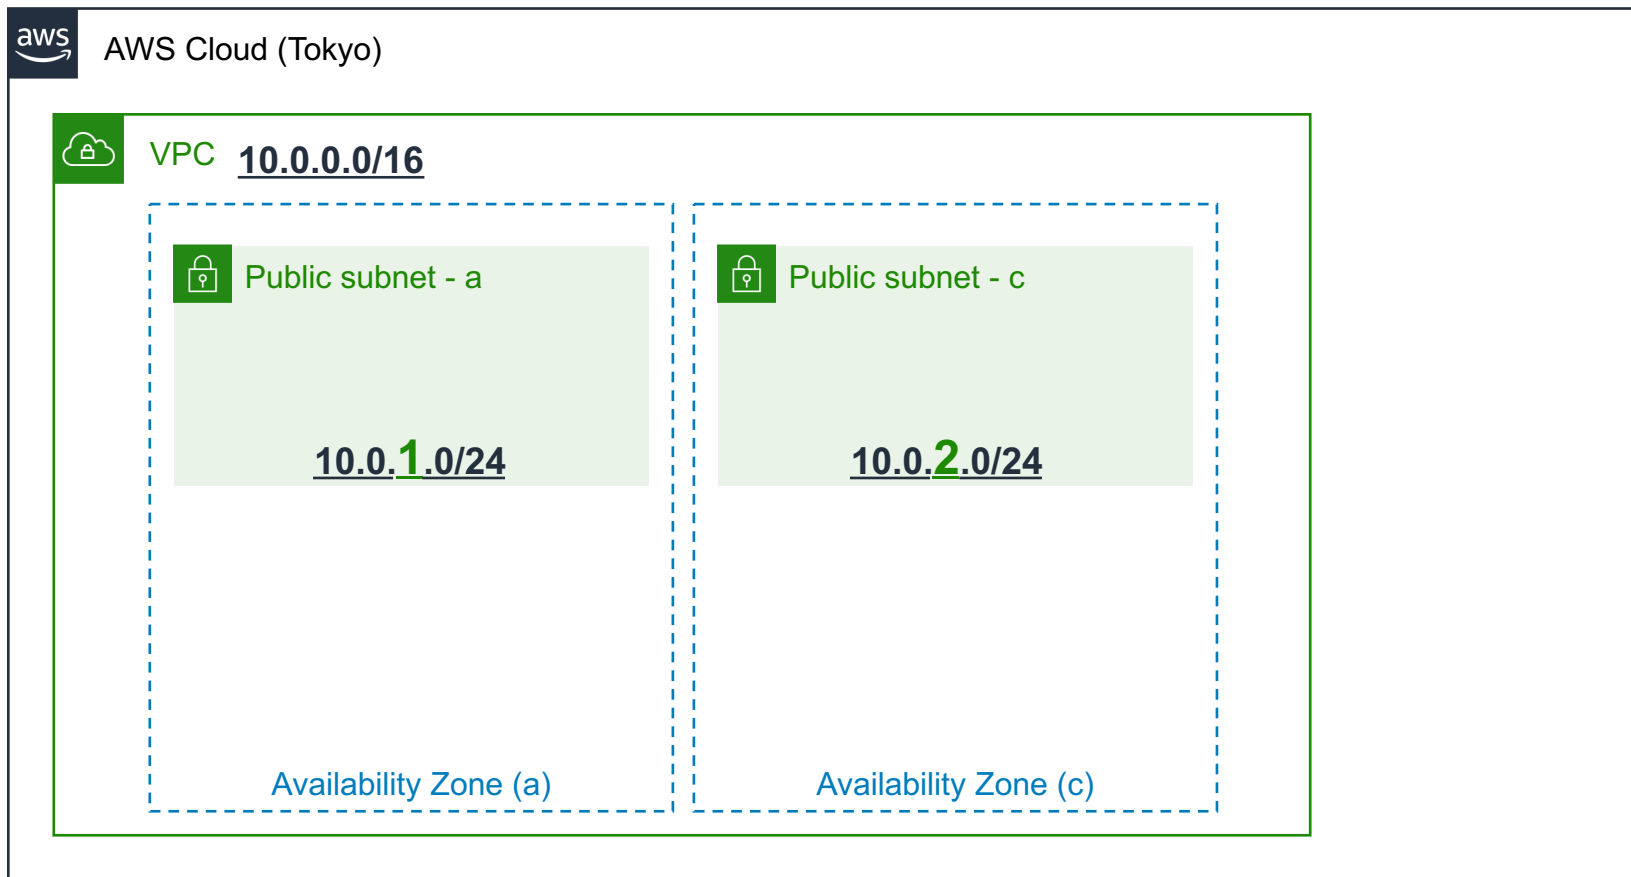 aws
AWS Cloud (Tokyo)
VPC 10.0.0.0/16
Public subnet - a
10.0.1.0/24
Availability Zone (a)
Public subnet - c
10.0.2.0/24
Availability Zone (c)